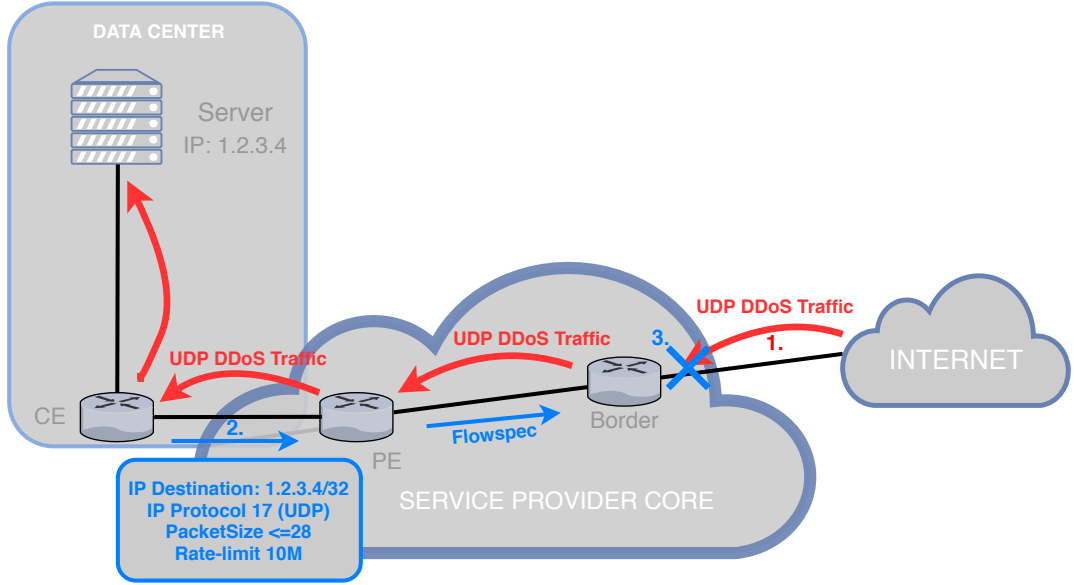 DATA CENTER
Server
IP: 1.2.3.4
UDP DDoS Traffic
3.
1.
UDP DDoS Traffic
UDP DDoS Traffic
INTERNET
CE
2.
Flowspec
Border
PE
IP Destination: 1.2.3.4/32
IP Protocol 17 (UDP)
PacketSize <=28
Rate-limit 10M
SERVICE PROVIDER CORE